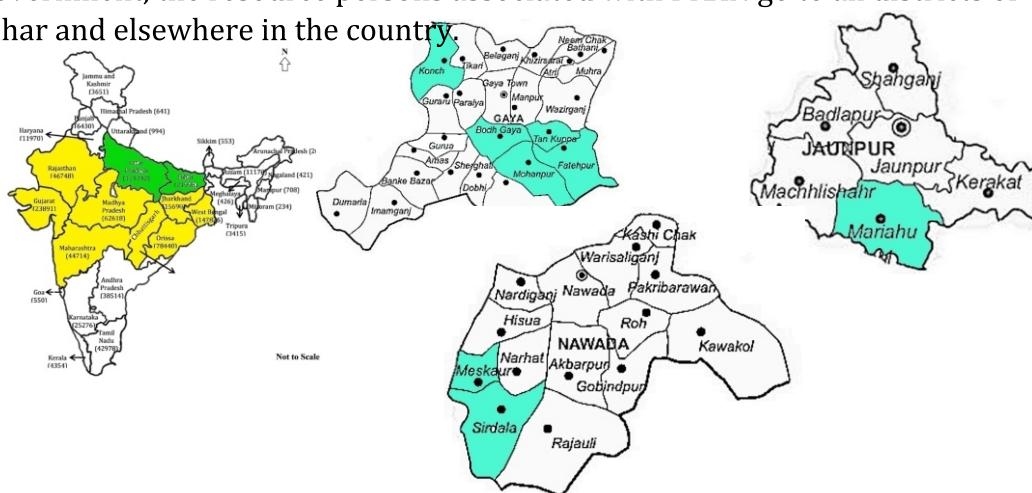 har and elsewhere in the country.
N
Jammu and
Kashmir
(3651)
Himachal Pradesh (641)
Haryana
(11970)
Uttarakhand (994)
Rajasthan
(46748)
Gujarat
Madhya
Pradesh
(62618)
Jharkhand
Chhattisgarh
West Bengal
Orissa
(78440)
Maharashtra
(44714)
Andhra
Pradesh
(38514)
Goa
(550)
Karnataka
(25276)
Tamil
Nadu
(42978)
Kerala
(4354)
Sikkim (553)
Arunachal Pradesh
Nagaland (421)
Meghalaya
(426)
Manipur (708)
Mizoram (234)
Tripura
(3415)
Not to Scale
Konch
Tikari
Belaganj
Khizirsarai
Neem Chak
Bathani
Atri
Muhra
Gaya Town
Guraru
Paraiya
Manpur
Wazirganj
GAYA
Bodh Gaya
Tan Kuppa
Gurua
Amas
Sherghati
Mohanpur
Fatehpur
Banke Bazar
Dobhi
Dumaria
Imamganj
Shahganj
Badlapur
JAUNPUR
Jaunpur
Machhlishahr
Kerakat
Mariahu
Kashi Chak
Warisaliganj
Nardiganj
Nawada
Pakribarawan
Hisua
Roh
NAWADA
Kawakol
Meskaur
Narhat
Akbarpur
Gobindpur
Sirdala
Rajauli